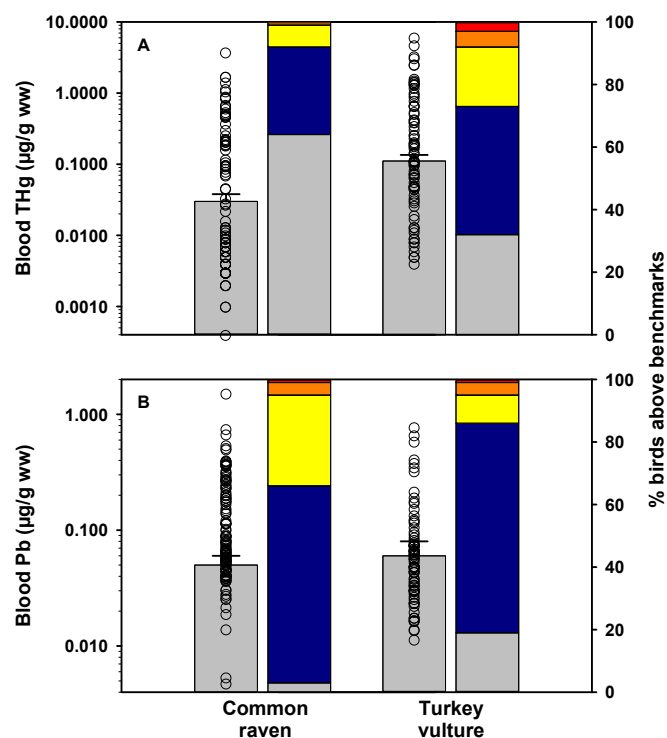 A
10.0000
1.0000
0.1000
0.0100
0.0010
Blood THg (µg/g ww)
100
80
60
40
20
0
B
1.000
0.100
0.010
Blood Pb (µg/g ww)
100
80
60
40
20
0
% birds above benchmarks
Common
raven
Turkey
vulture